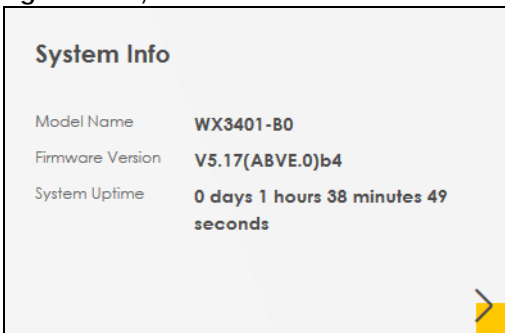 System Info
Model Name WX3401-B0
Firmware Version V5.17(ABVE.0)b4
System Uptime 0 days 1 hours 38 minutes 49
seconds